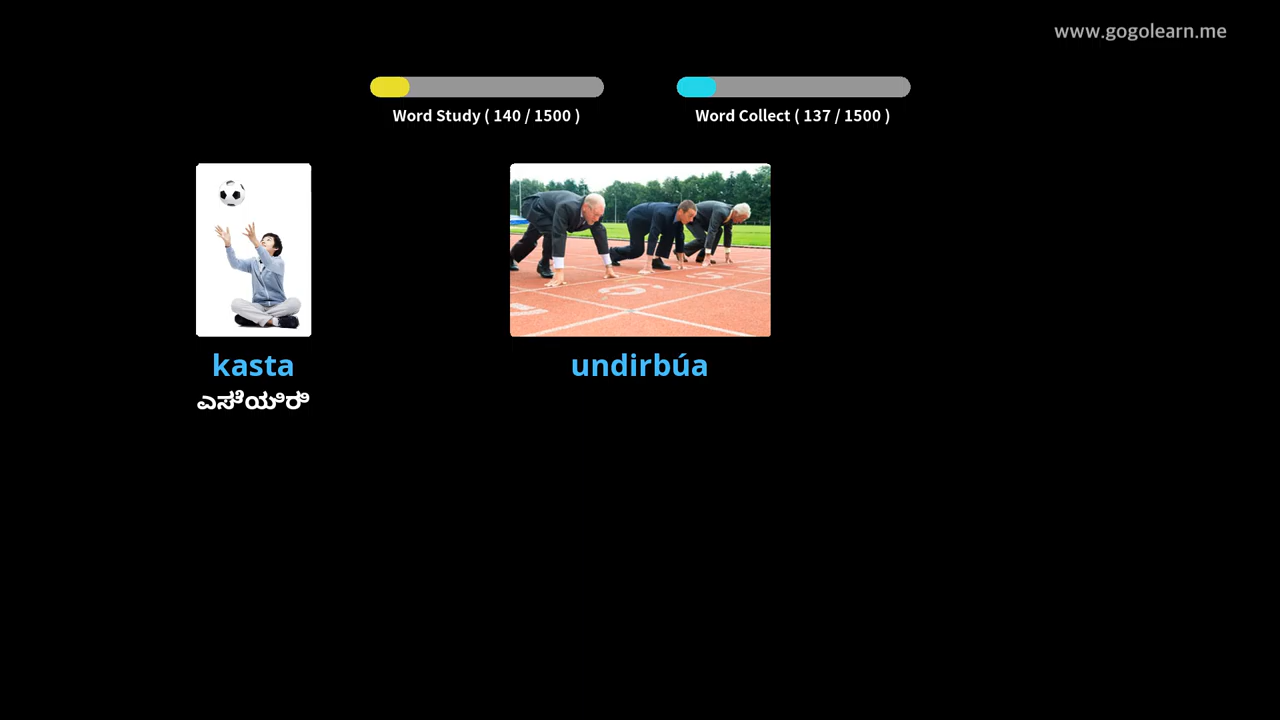 www.gogolearn.me
Word Study ( 140 / 1500 )
Word Collect ( 137 / 1500 )
kasta
ಎಸೆಯಿರಿ
undirbúa